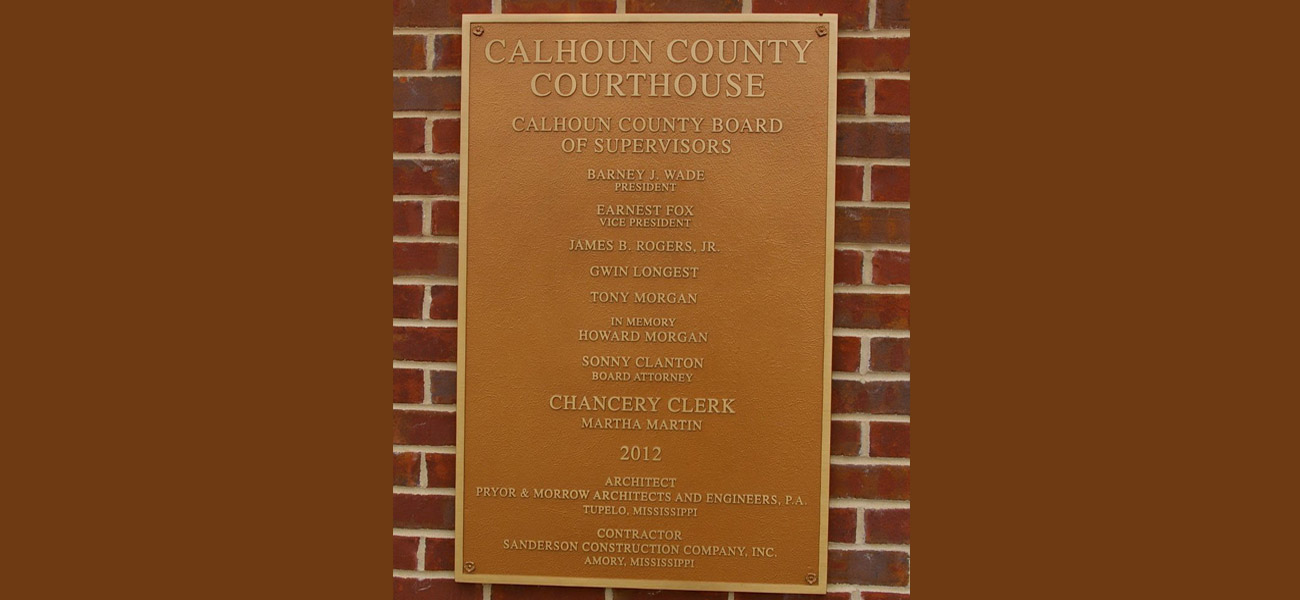 CALHOUN COUNTY
COURTHOUSE
CALHOUN COUNTY BOARD
OF SUPERVISORS
BARNEY J. WADE
PRESIDENT
EARNEST FOX
VICE PRESIDENT
JAMES B. ROGERS, JR.
GWIN LONGEST
TONY MORGAN
IN MEMORY
HOWARD MORGAN
SONNY CLANTON
BOARD ATTORNEY
CHANCERY CLERK
MARTHA MARTIN
2012
ARCHITECT
PRYOR & MORROW ARCHITECTS AND ENGINEERS, P.A.
TUPELO, MISSISSIPPI
CONTRACTOR
SANDERSON CONSTRUCTION COMPANY, INC.
AMORY, MISSISSIPPI